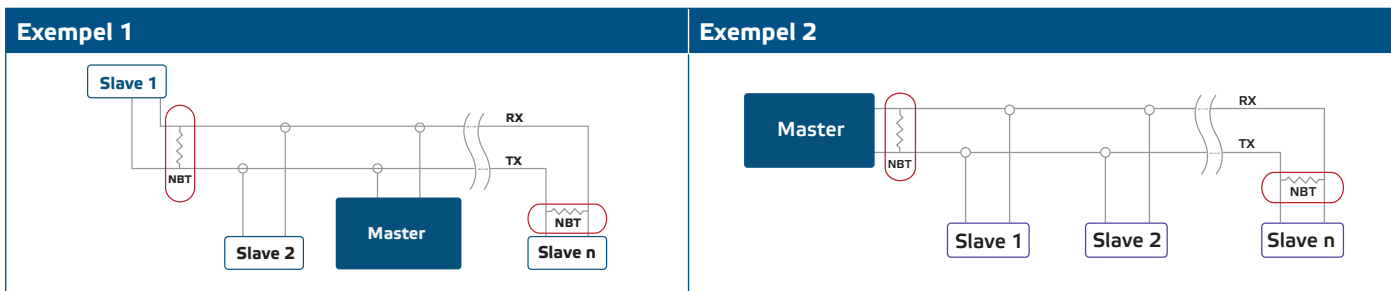 Exempel 1
Slave 1
RX
TX
NBT
NBT
Slave 2
Master
Slave n
Exempel 2
Master
RX
TX
NBT
NBT
Slave 1
Slave 2
Slave n